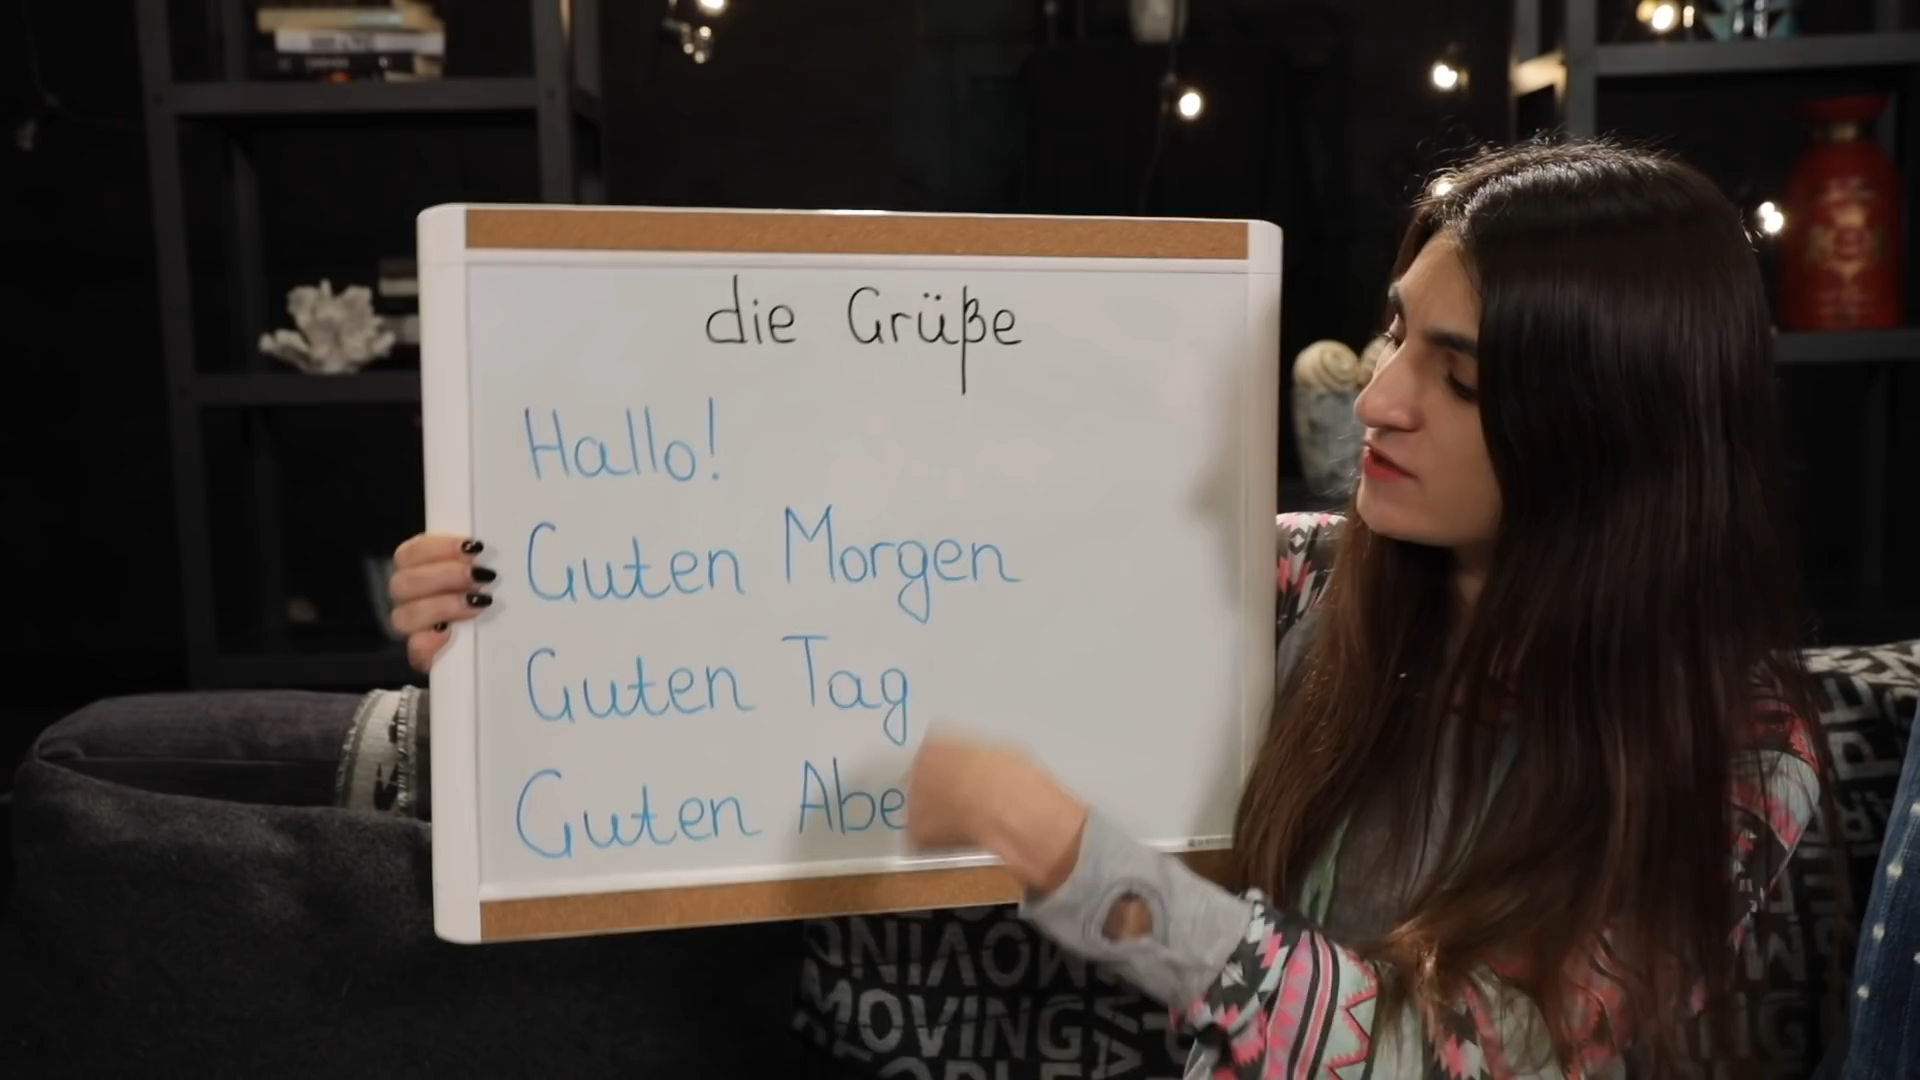 die Grüße
Hallo!
Guten Morgen
Guten Tag
Guten Abe
MOVING